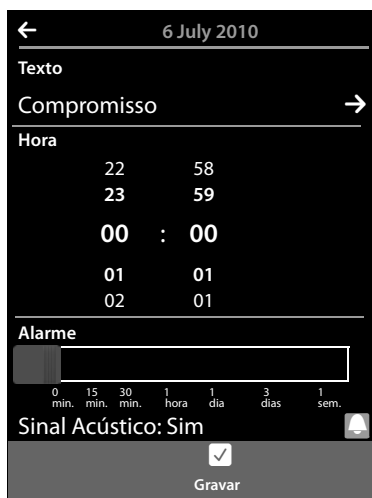 6 July 2010
Texto
Compromisso
Hora
22 58
23 59
00 : 00
01 01
02 01
Alarme
0 min. 15 min. 30 min. 1 hora 1 dia 3 dias 1 sem.
Sinal Acústico: Sim
Gravar